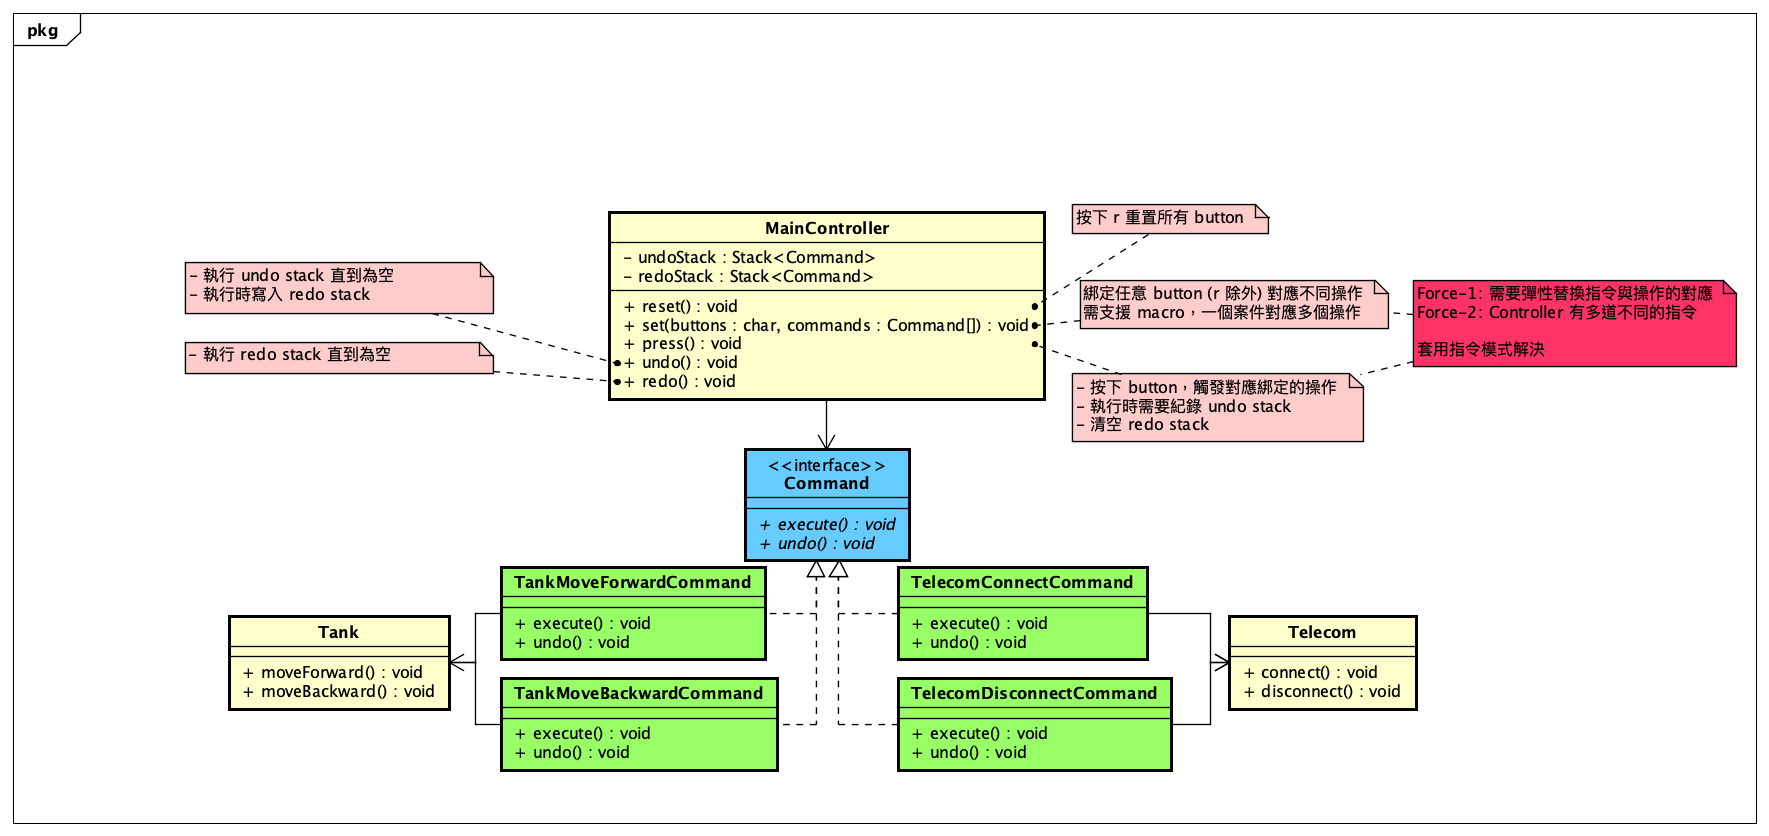 pkg
MainController
- undoStack : Stack<Command>
- redoStack : Stack<Command>
+ reset() : void
+ set(buttons : char, commands : Command[]) : void
+ press() : void
+ undo() : void
+ redo() : void
- 執行 undo stack 直到為空
- 執行時寫入 redo stack
- 執行 redo stack 直到為空
按下 r 重置所有 button
綁定任意 button (r 除外) 對應不同操作
需支援 macro，一個案件對應多個操作
Force-1: 需要彈性替換指令與操作的對應
Force-2: Controller 有多道不同的指令
套用指令模式解決
- 按下 button，觸發對應綁定的操作
- 執行時需要紀錄 undo stack
- 清空 redo stack
<<interface>>
Command
+ execute() : void
+ undo() : void
TankMoveForwardCommand
+ execute() : void
+ undo() : void
TelecomConnectCommand
+ execute() : void
+ undo() : void
Tank
+ moveForward() : void
+ moveBackward() : void
Telecom
+ connect() : void
+ disconnect() : void
TankMoveBackwardCommand
+ execute() : void
+ undo() : void
TelecomDisconnectCommand
+ execute() : void
+ undo() : void